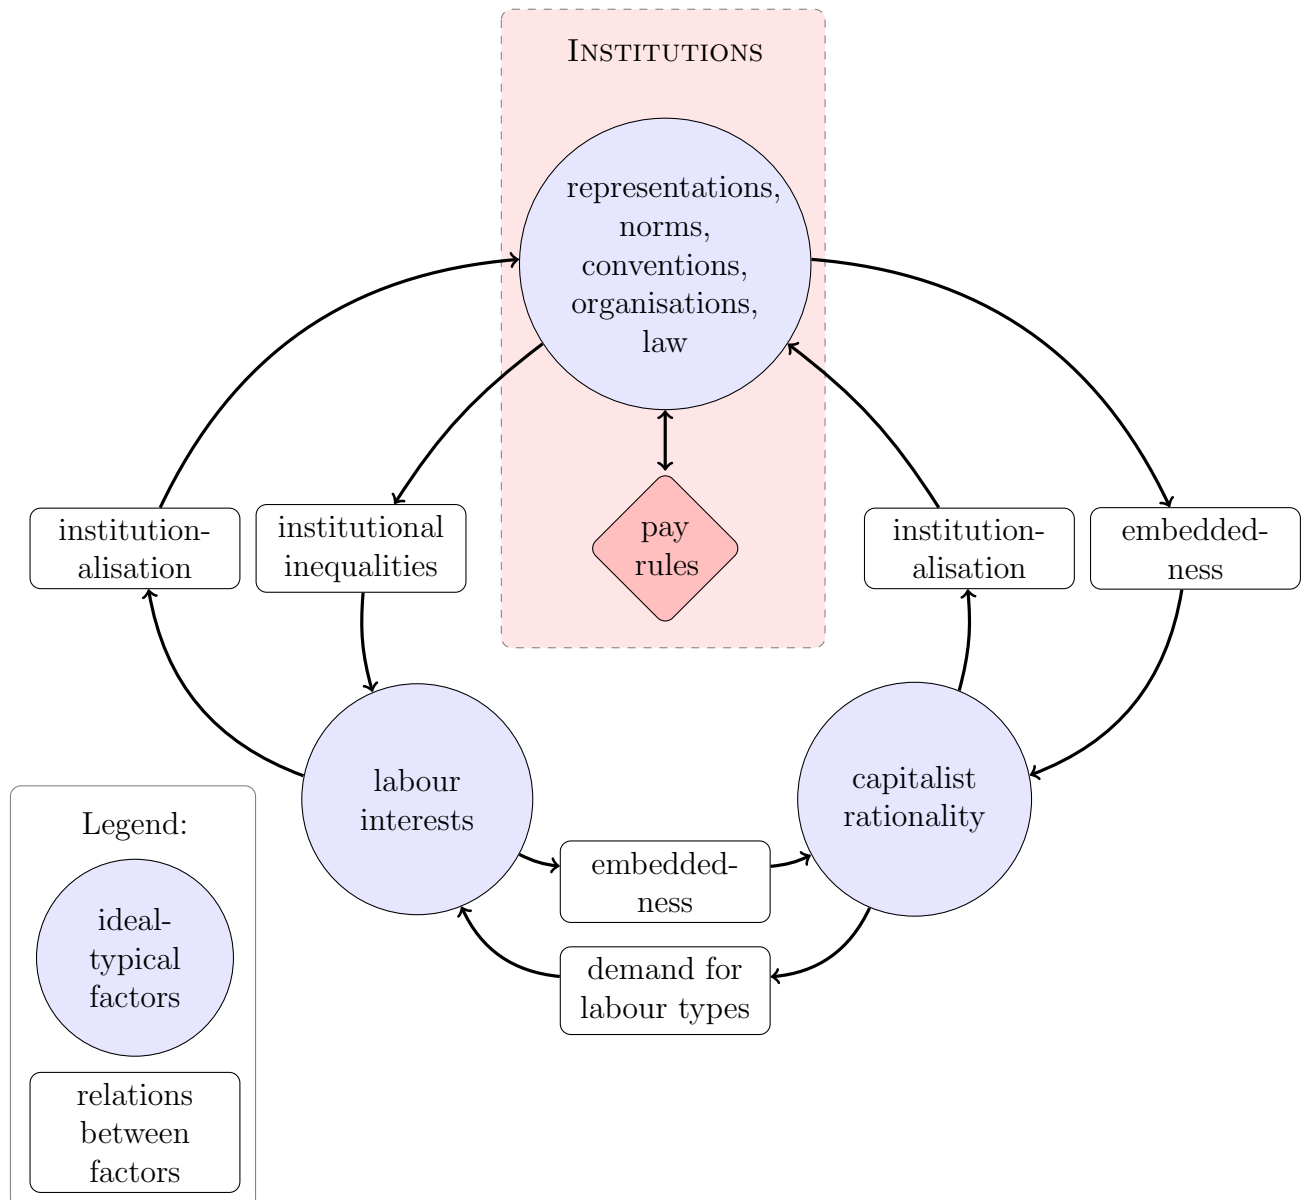 INSTITUTIONS
representations,
norms,
conventions,
organisations,
law
pay
rules
institution-
alisation
institutional
inequalities
institution-
alisation
embedded-
ness
labour
interests
capitalist
rationality
embedded-
ness
demand for
labour types
Legend:
ideal-
typical
factors
relations
between
factors